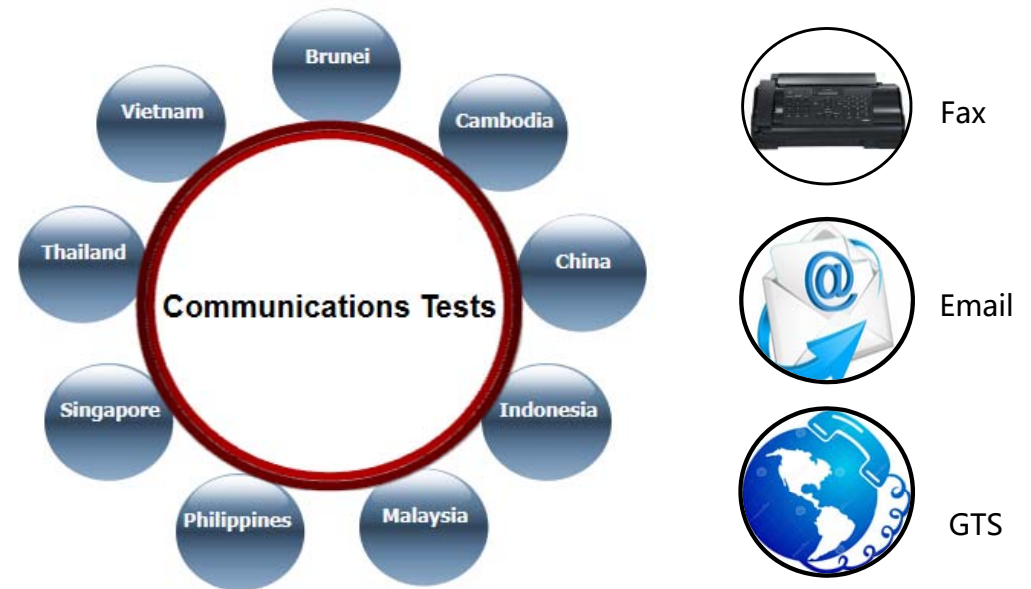 Brunei
Cambodia
China
Indonesia
Malaysia
Philippines
Singapore
Thailand
Vietnam
Communications Tests
Fax
@
Email
GTS